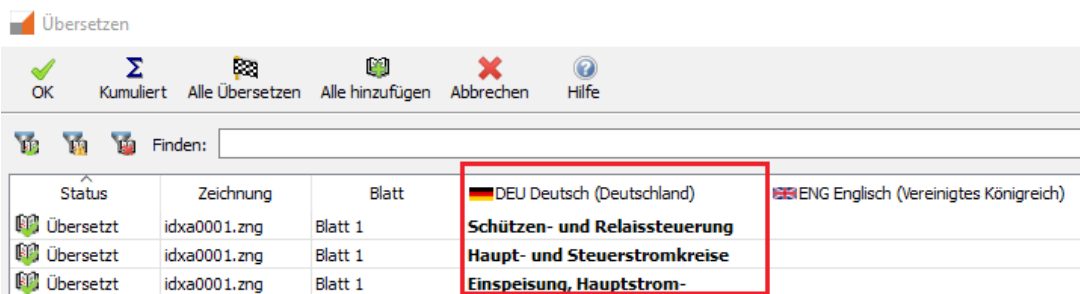 Übersetzen
OK Kumuliert Alle Übersetzen Alle hinzufügen Abbrechen Hilfe
Finden:
Status Zeichnung Blatt DEU Deutsch (Deutschland) ENG Englisch (Vereinigtes Königreich)
Übersetzt idxa0001.zng Blatt 1 Schützen- und Relaissteuerung
Übersetzt idxa0001.zng Blatt 1 Haupt- und Steuerstromkreise
Übersetzt idxa0001.zng Blatt 1 Einspeisung, Hauptstrom-